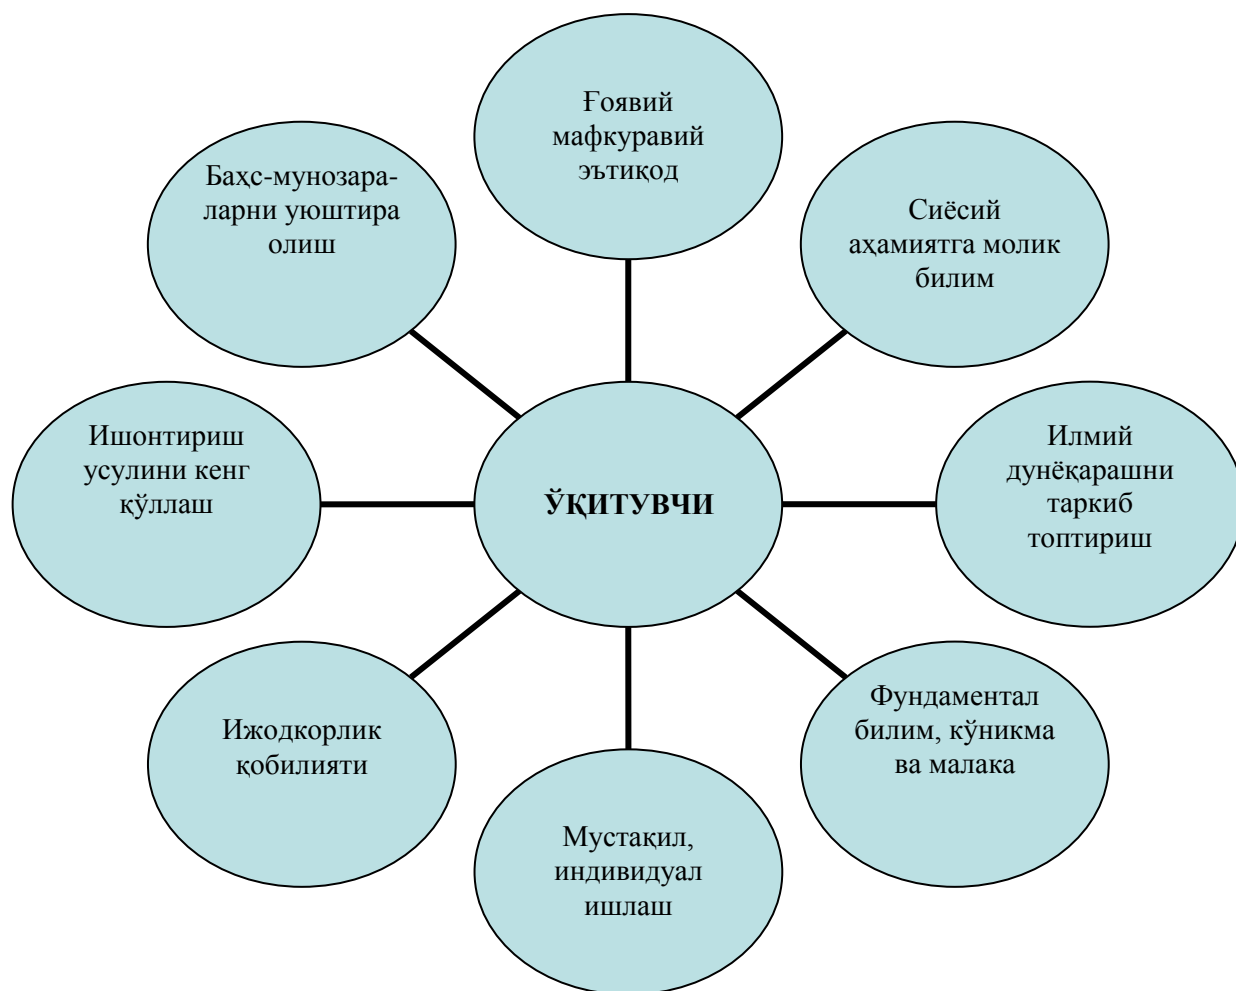 Ғоявий
мафкуравий
эътиқод
Баҳс-мунозара-
ларни уюштира
олиш
Сиёсий
аҳамиятга молик
билим
Ишонтириш
усулини кенг
қўллаш
ЎҚИТУВЧИ
Илмий
дунёқарашни
таркиб
топтириш
Ижодкорлик
қобилияти
Фундаментал
билим, кўникма
ва малака
Мустақил,
индивидуал
ишлаш